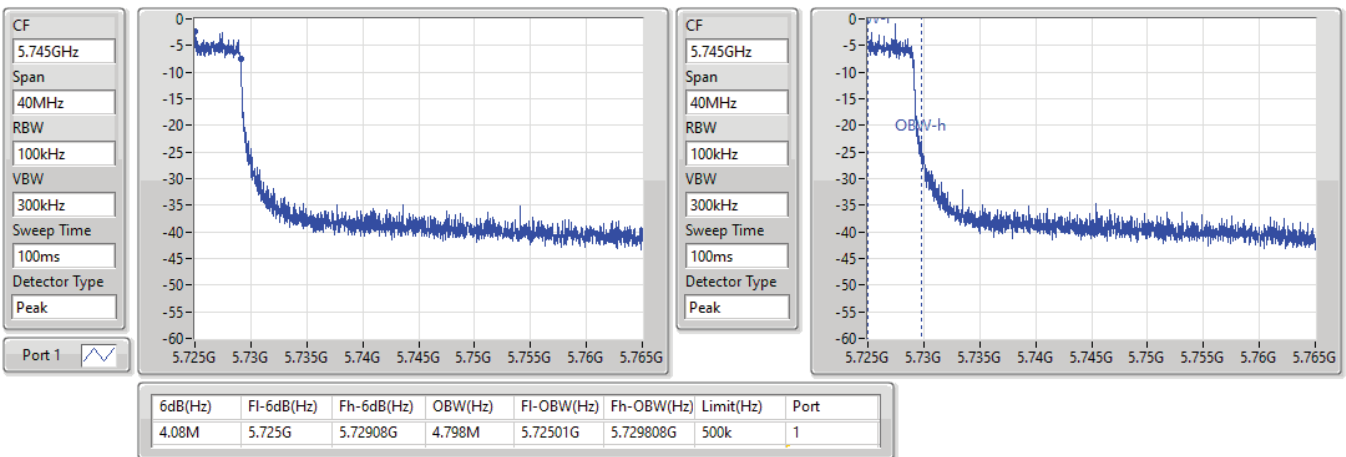 CF
5.745GHz
Span
40MHz
RBW
100kHz
VBW
300kHz
Sweep Time
100ms
Detector Type
Peak
Port 1
0
-5
-10
-15
-20
-25
-30
-35
-40
-45
-50
-55
-60
5.725G 5.73G 5.735G 5.74G 5.745G 5.75G 5.755G 5.76G 5.765G
CF
5.745GHz
Span
40MHz
RBW
100kHz
VBW
300kHz
Sweep Time
100ms
Detector Type
Peak
0
-5
-10
-15
-20
-25
-30
-35
-40
-45
-50
-55
-60
OBW-h
5.725G 5.73G 5.735G 5.74G 5.745G 5.75G 5.755G 5.76G 5.765G
6dB(Hz) Fl-6dB(Hz) Fh-6dB(Hz) OBW(Hz) Fl-OBW(Hz) Fh-OBW(Hz) Limit(Hz) Port
4.08M 5.725G 5.72908G 4.798M 5.72501G 5.729808G 500k 1